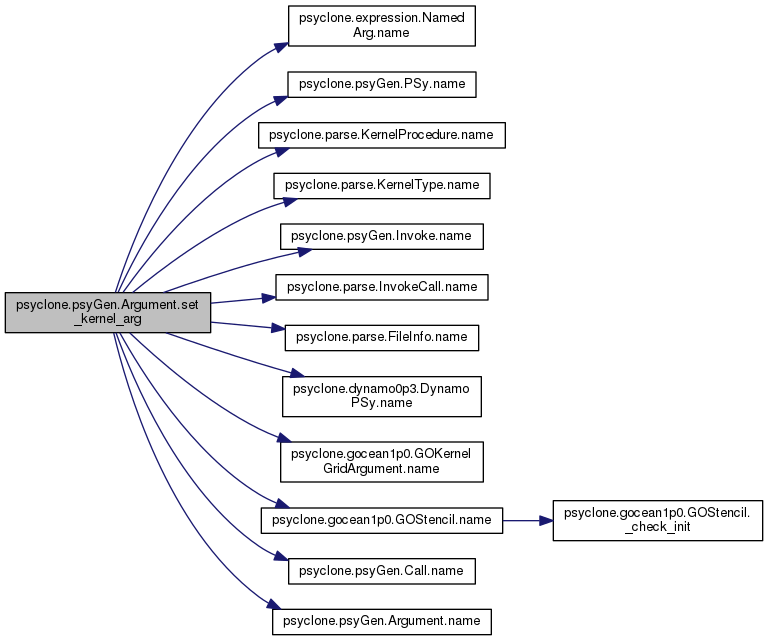 psyclone.expression.Named
Arg.name
psyclone.psyGen.PSy.name
psyclone.parse.KernelProcedure.name
psyclone.parse.KernelType.name
psyclone.psyGen.Invoke.name
psyclone.parse.InvokeCall.name
psyclone.psyGen.Argument.set
_kernel_arg
psyclone.parse.FileInfo.name
psyclone.dynamo0p3.Dynamo
PSy.name
psyclone.gocean1p0.GOKernel
GridArgument.name
psyclone.gocean1p0.GOStencil.name
psyclone.gocean1p0.GOStencil.
_check_init
psyclone.psyGen.Call.name
psyclone.psyGen.Argument.name